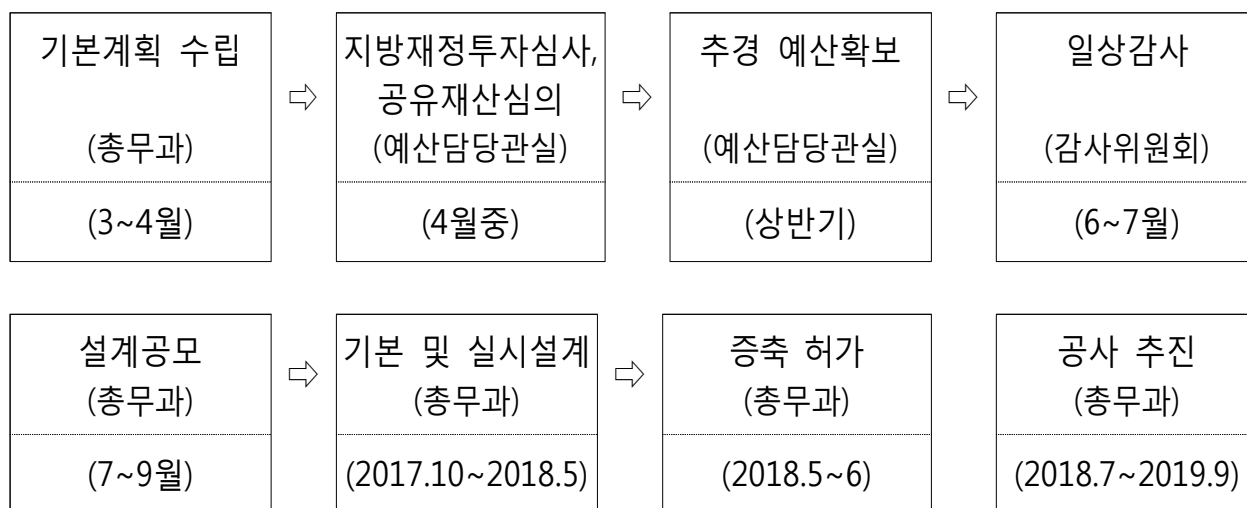 기본계획 수립
(총무과)
(3~4월)
⇨
지방재정투자심사,
공유재산심의
(예산담당관실)
(4월중)
⇨
추경 예산확보
(예산담당관실)
(상반기)
⇨
일상감사
(감사위원회)
(6~7월)
설계공모
(총무과)
(7~9월)
⇨
기본 및 실시설계
(총무과)
(2017.10~2018.5)
⇨
증축 허가
(총무과)
(2018.5~6)
공사 추진
(총무과)
(2018.7~2019.9)